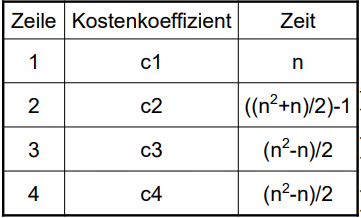 Zeile Kostenkoeffizient Zeit
1 c1 n
2 c2 ((n²+n)/2)-1
3 c3 (n²-n)/2
4 c4 (n²-n)/2